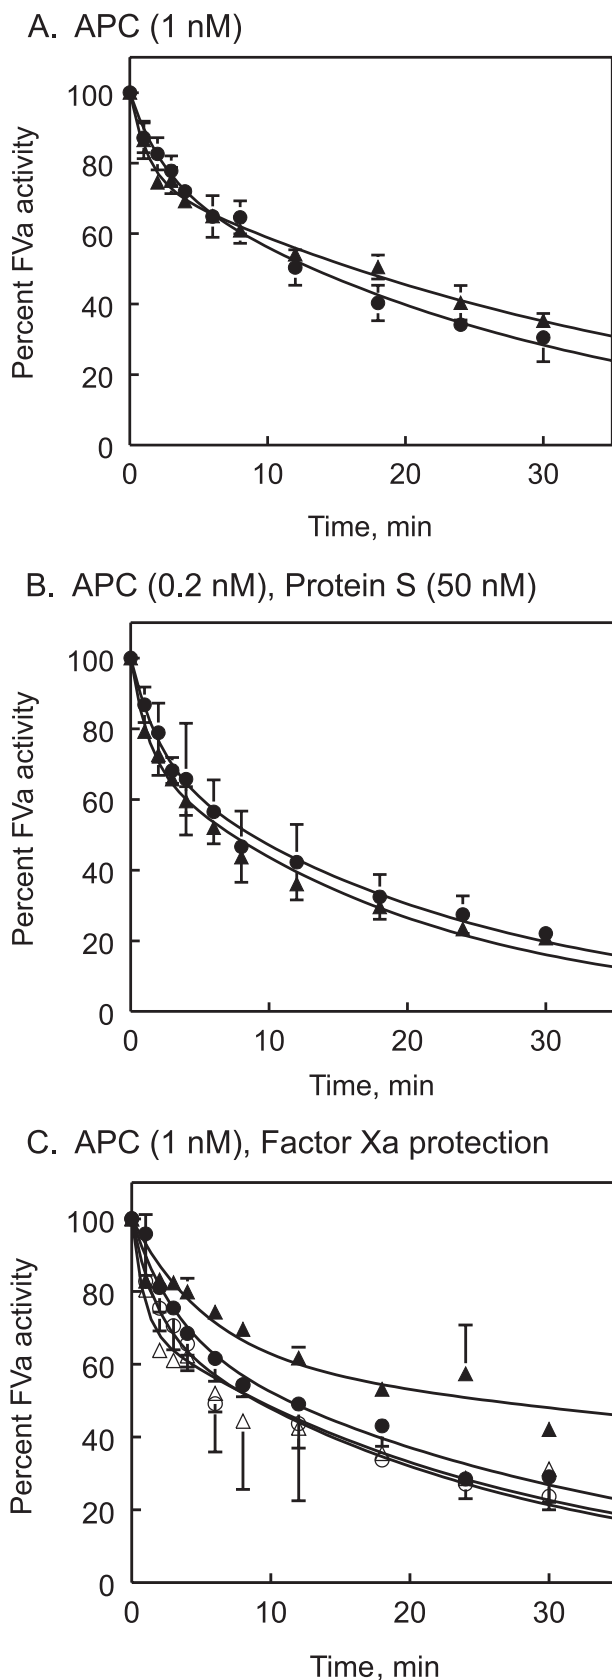 A. APC (1 nM)
100
80
60
40
20
0
Percent FVa activity
0 10 20 30
Time, min
B. APC (0.2 nM), Protein S (50 nM)
100
80
60
40
20
0
Percent FVa activity
0 10 20 30
Time, min
C. APC (1 nM), Factor Xa protection
100
80
60
40
20
0
Percent FVa activity
0 10 20 30
Time, min